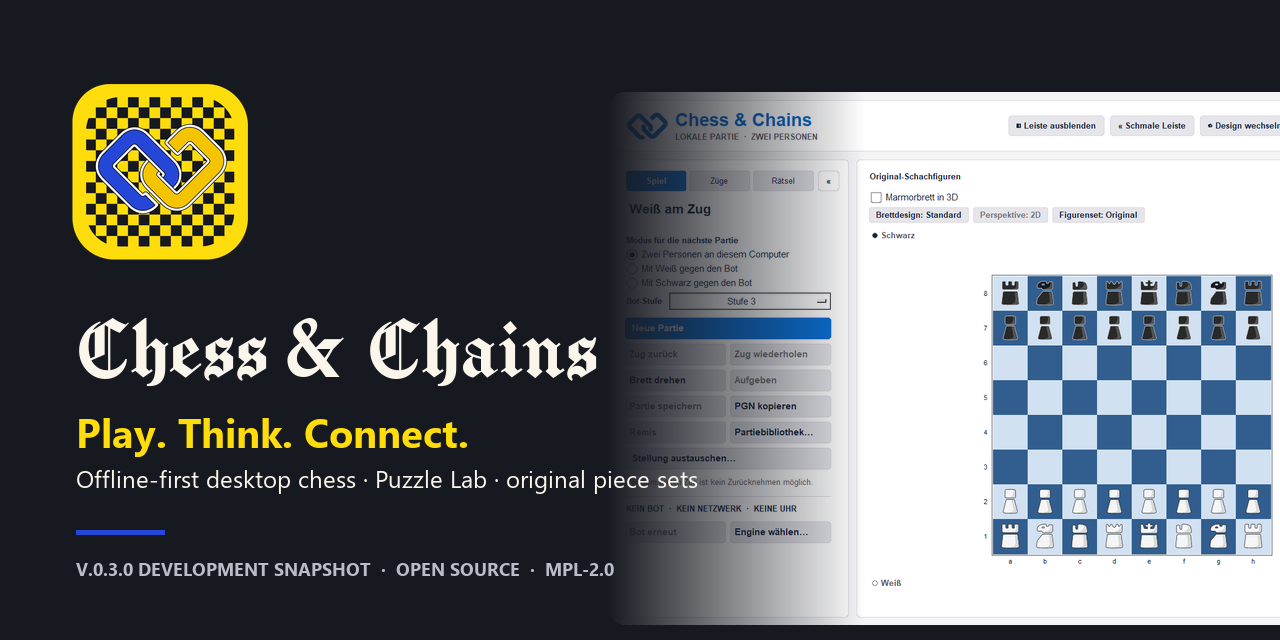 Chess & Chains
Play. Think. Connect.
Offline-first desktop chess · Puzzle Lab · original piece sets
V.0.3.0 DEVELOPMENT SNAPSHOT · OPEN SOURCE · MPL-2.0
Chess & Chains
LOKALE PARTIE · ZWEI PERSONEN
Leiste ausblenden
« Schmale Leiste
Design wechseln
Spiel
Züge
Rätsel
«
Weiß am Zug
Modus für die nächste Partie
Zwei Personen an diesem Computer
Mit Weiß gegen den Bot
Mit Schwarz gegen den Bot
Bot-Stufe
Stufe 3
Neue Partie
Zug zurück
Zug wiederholen
Brett drehen
Aufgeben
Partie speichern
PGN kopieren
Remis
Partiebibliothek…
Stellung austauschen…
ist kein Zurücknehmen möglich.
KEIN BOT · KEIN NETZWERK · KEINE UHR
Bot erneut
Engine wählen…
Original-Schachfiguren
Marmorbrett in 3D
Brettdesign: Standard
Perspektive: 2D
Figurenset: Original
Schwarz
8
7
6
5
4
3
2
1
a b c d e f g h
Weiß